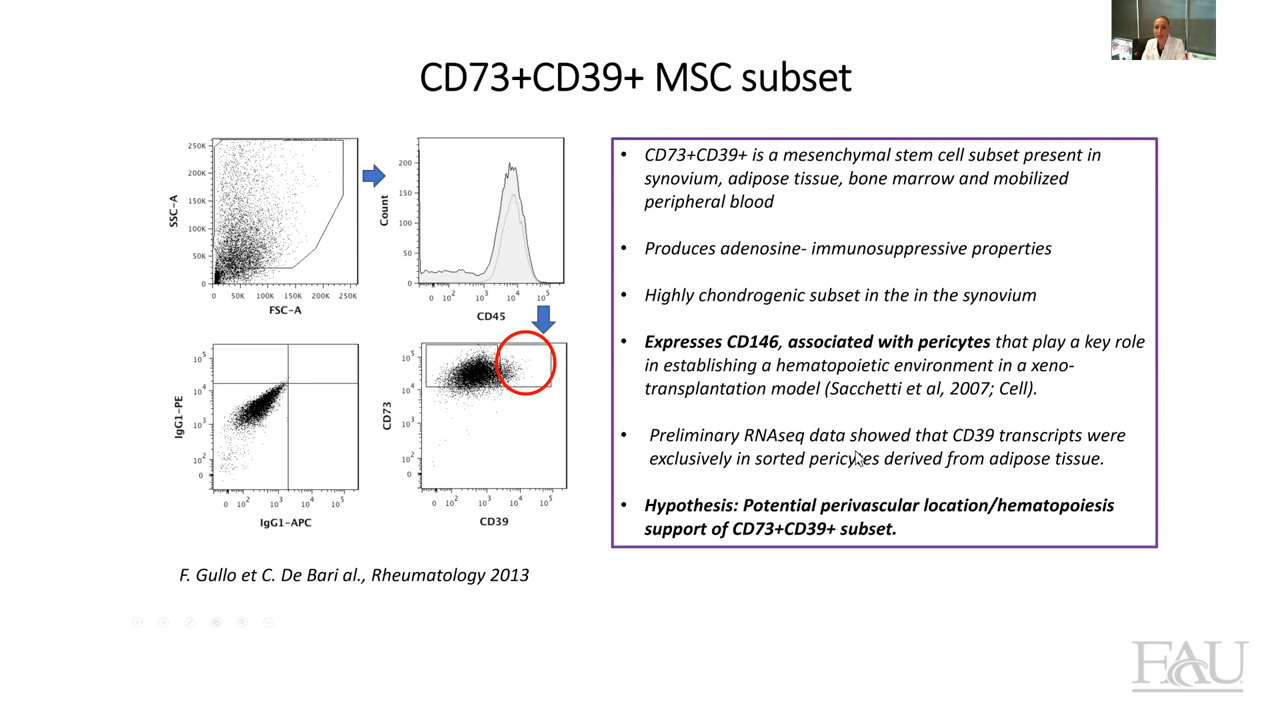 CD73+CD39+ MSC subset
250K
200K
150K
100K
50K
0
SSC-A
0 50K 100K 150K 200K 250K
FSC-A
200
150
100
50
0
Count
0 10² 10³ 10⁴ 10⁵
CD45
10⁵
10⁴
10³
10²
0
IgG1-PE
0 10² 10³ 10⁴ 10⁵
IgG1-APC
10⁵
10⁴
10³
10²
0
CD73
0 10² 10³ 10⁴ 10⁵
CD39
F. Gullo et C. De Bari al., Rheumatology 2013
• CD73+CD39+ is a mesenchymal stem cell subset present in
synovium, adipose tissue, bone marrow and mobilized
peripheral blood
• Produces adenosine- immunosuppressive properties
• Highly chondrogenic subset in the in the synovium
• Expresses CD146, associated with pericytes that play a key role
in establishing a hematopoietic environment in a xeno-
transplantation model (Sacchetti et al, 2007; Cell).
• Preliminary RNAseq data showed that CD39 transcripts were
exclusively in sorted pericytes derived from adipose tissue.
• Hypothesis: Potential perivascular location/hematopoiesis
support of CD73+CD39+ subset.
FAU